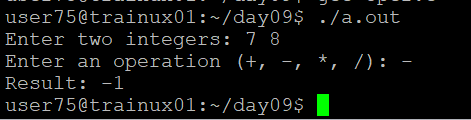 user75@trainux01:~/day09$ ./a.out
Enter two integers: 7 8
Enter an operation (+, -, *, /): -
Result: -1
user75@trainux01:~/day09$